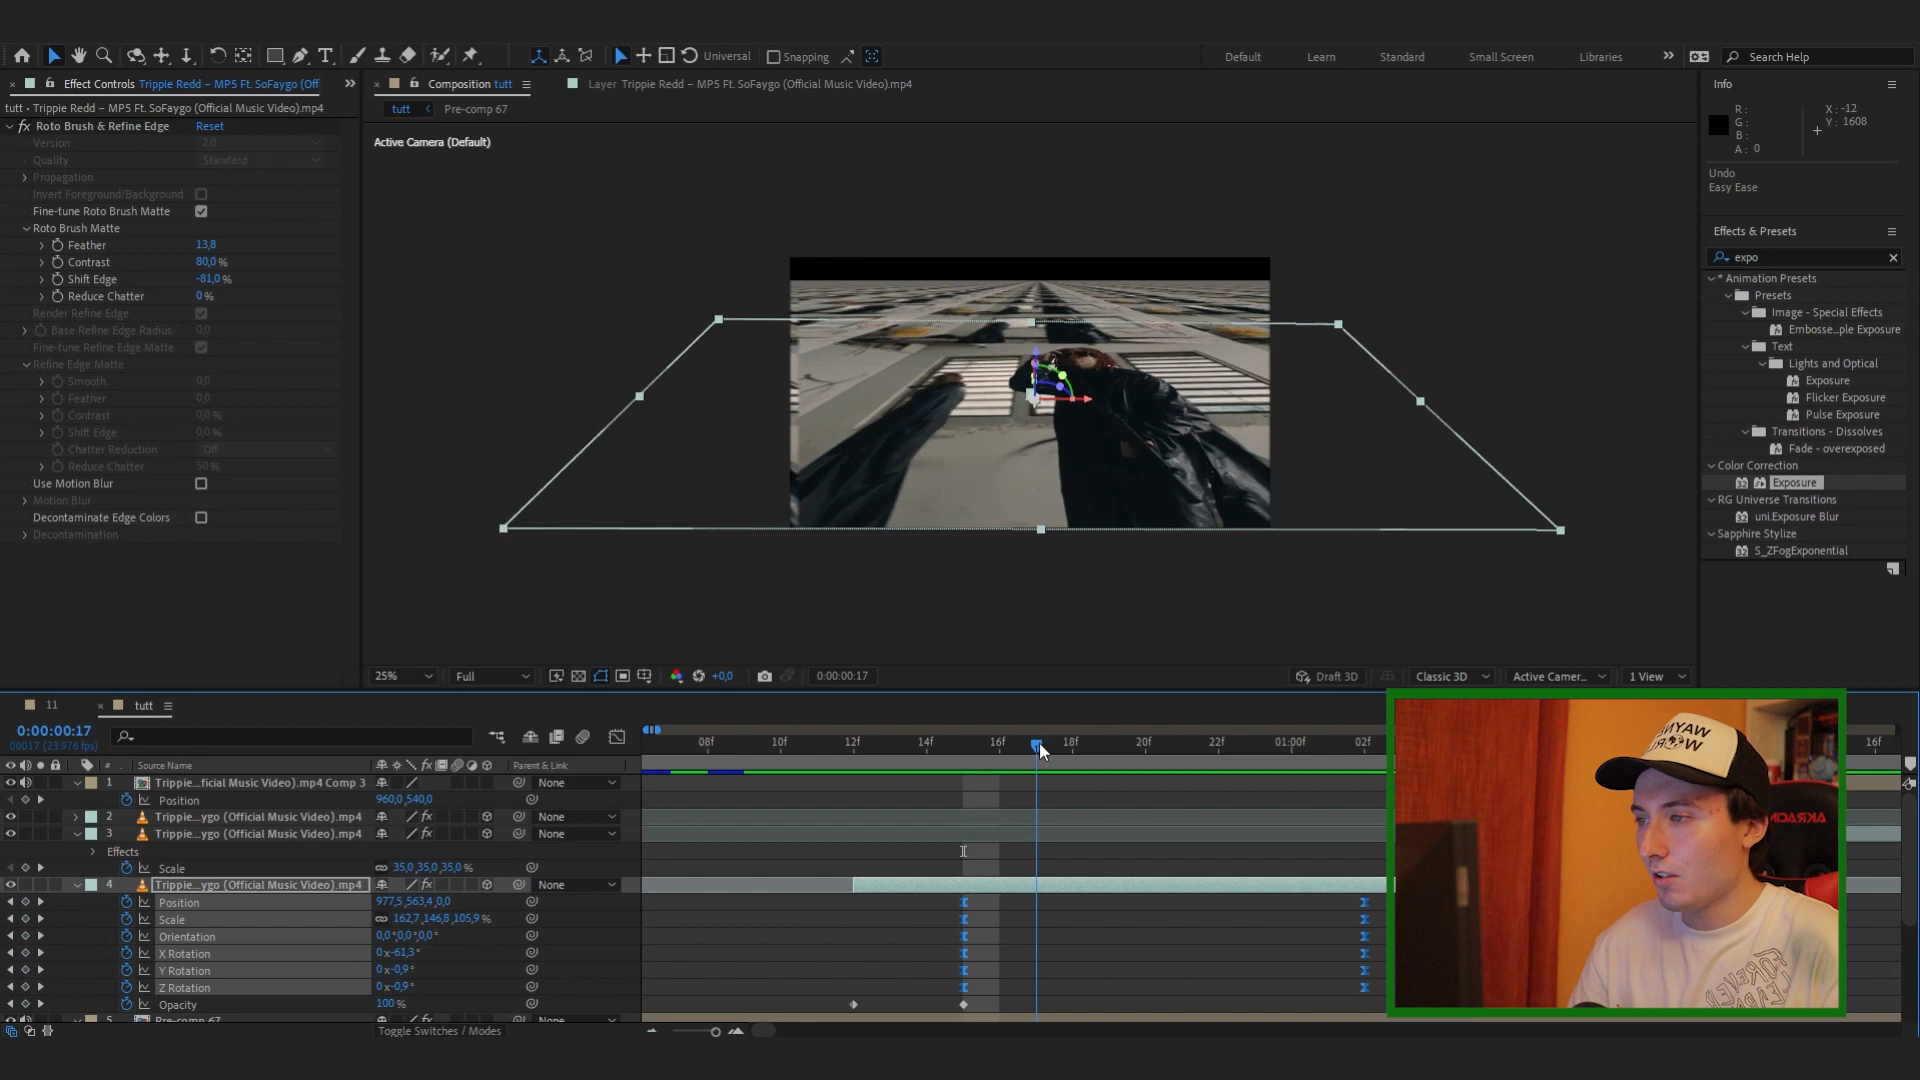 Universal
Snapping
Default
Learn
Standard
Small Screen
Libraries
Search Help
Effect Controls Trippie Redd – MP5 Ft. SoFaygo (Off
Composition tutt
Layer Trippie Redd – MP5 Ft. SoFaygo (Official Music Video).mp4
tutt • Trippie Redd – MP5 Ft. SoFaygo (Official Music Video).mp4
tutt
Pre-comp 67
Active Camera (Default)
fx Roto Brush & Refine Edge Reset
Version 2.0
Quality Standard
Propagation
Invert Foreground/Background
Fine-tune Roto Brush Matte
Roto Brush Matte
Feather 13,8
Contrast 80,0 %
Shift Edge -81,0 %
Reduce Chatter 0 %
Render Refine Edge
Base Refine Edge Radius 0,0
Fine-tune Refine Edge Matte
Refine Edge Matte
Smooth 0,0
Feather 0,0
Contrast 0,0 %
Shift Edge 0,0 %
Chatter Reduction Off
Reduce Chatter 50 %
Use Motion Blur
Motion Blur
Decontaminate Edge Colors
Decontamination
Info
R :
G :
B :
A : 0
X : -12
Y : 1608
Undo
Easy Ease
Effects & Presets
expo
* Animation Presets
Presets
Image - Special Effects
Embosse...ple Exposure
Text
Lights and Optical
Exposure
Flicker Exposure
Pulse Exposure
Transitions - Dissolves
Fade - overexposed
Color Correction
Exposure
RG Universe Transitions
uni.Exposure Blur
Sapphire Stylize
S_ZFogExponential
25%
Full
+0,0
0:00:00:17
Draft 3D
Classic 3D
Active Camer...
1 View
11
tutt
0:00:00:17
00017 (23.976 fps)
08f 10f 12f 14f 16f 18f 20f 22f 01:00f 02f 16f
# Source Name
Parent & Link
1 Trippie...ficial Music Video).mp4 Comp 3 None
Position 960,0 ,540,0
2 Trippie...ygo (Official Music Video).mp4 None
3 Trippie...ygo (Official Music Video).mp4 None
Effects
Scale 35,0,35,0,35,0 %
4 Trippie...ygo (Official Music Video).mp4 None
Position 977,5 ,563,4 ,0,0
Scale 162,7,146,8,105,9 %
Orientation 0,0°,0,0°,0,0°
X Rotation 0 x-61,3 °
Y Rotation 0 x-0,9 °
Z Rotation 0 x-0,9 °
Opacity 100 %
5 Pre-comp 67 None
Toggle Switches / Modes
WAYNE
WORLD
AKRACING
FOREVER